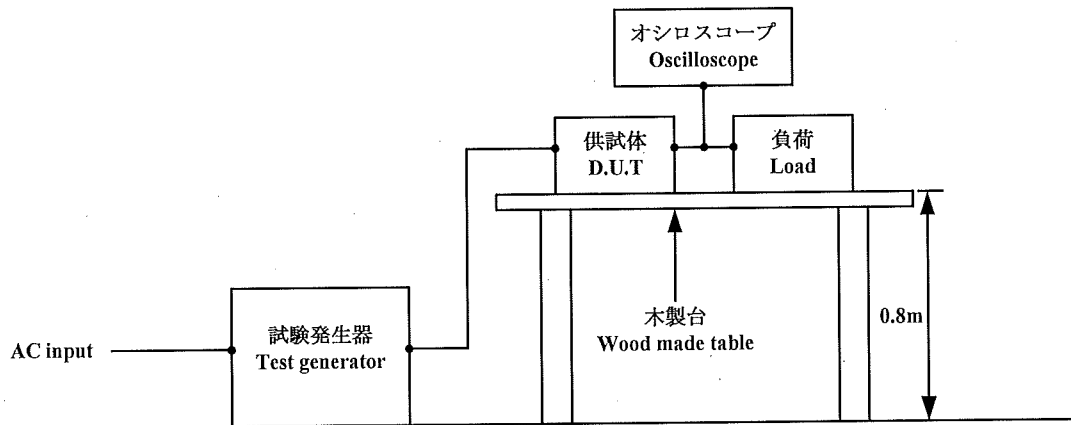 オシロスコープ
Oscilloscope
供試体
D.U.T
負荷
Load
試験発生器
Test generator
AC input
木製台
Wood made table
0.8m